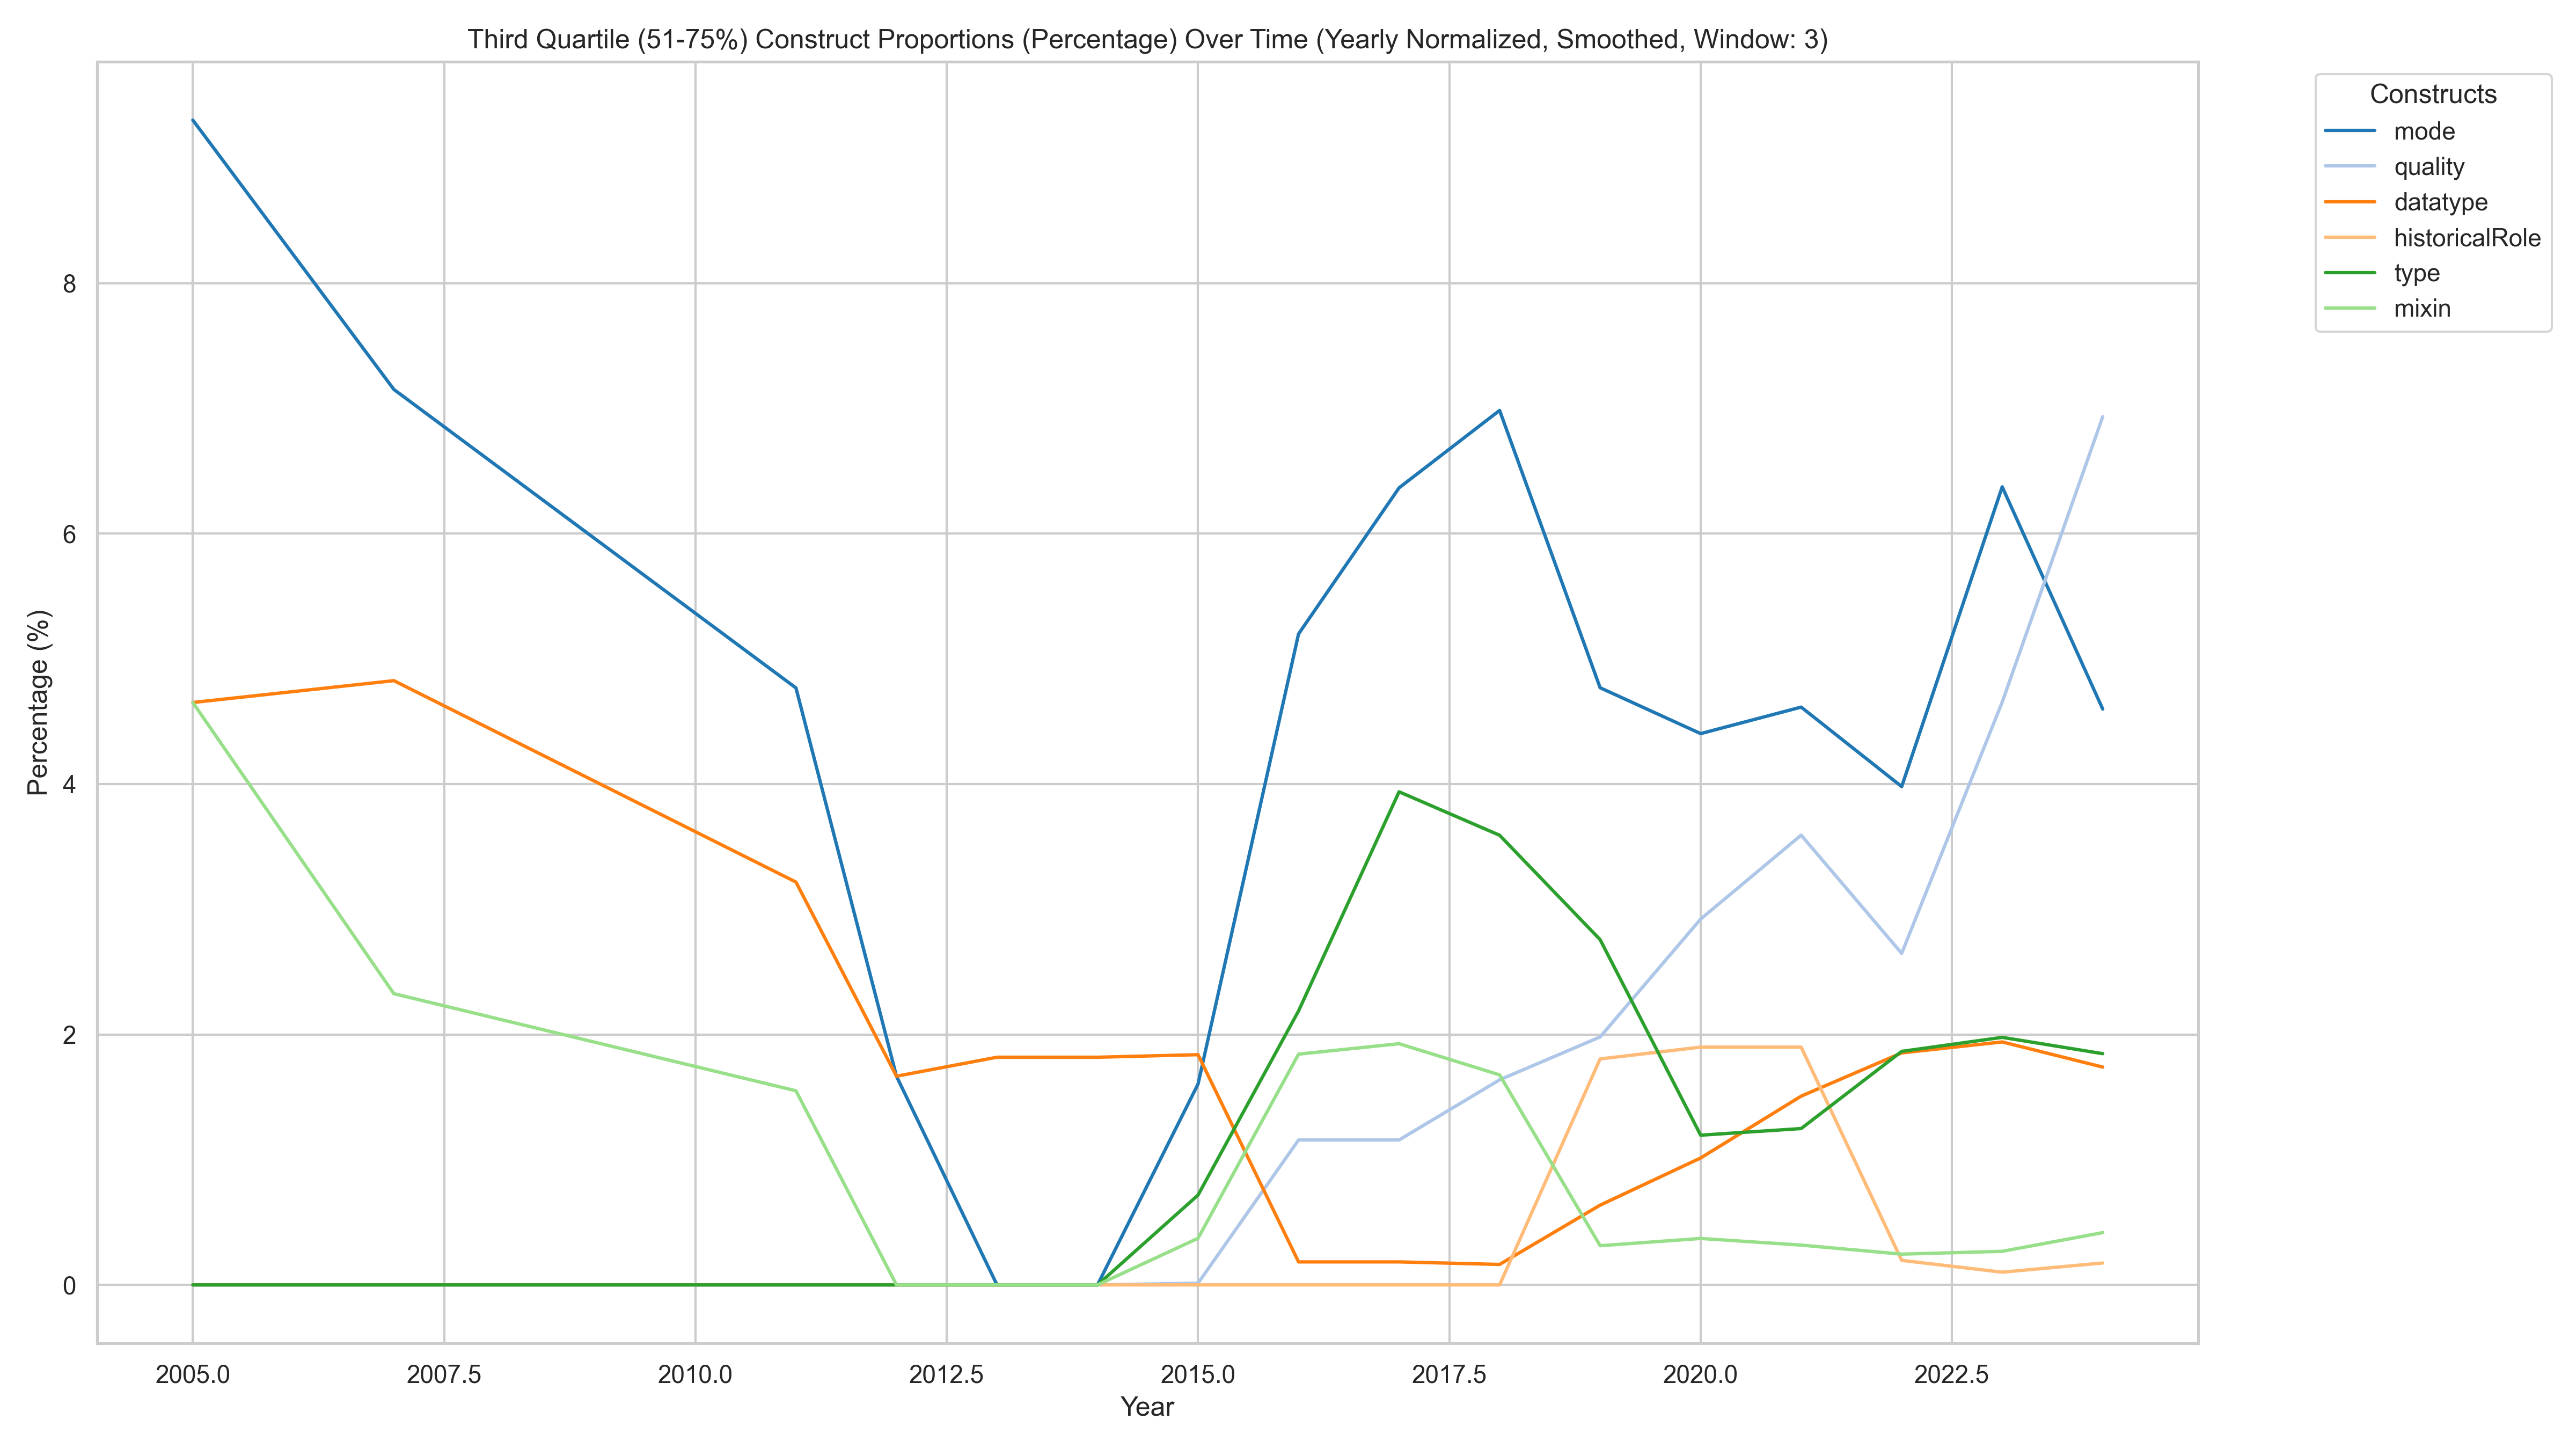 Third Quartile (51-75%) Construct Proportions (Percentage) Over Time (Yearly Normalized, Smoothed, Window: 3)
Constructs
mode
quality
datatype
historicalRole
type
mixin
Percentage (%)
8
6
4
2
0
2005.0 2007.5 2010.0 2012.5 2015.0 2017.5 2020.0 2022.5
Year